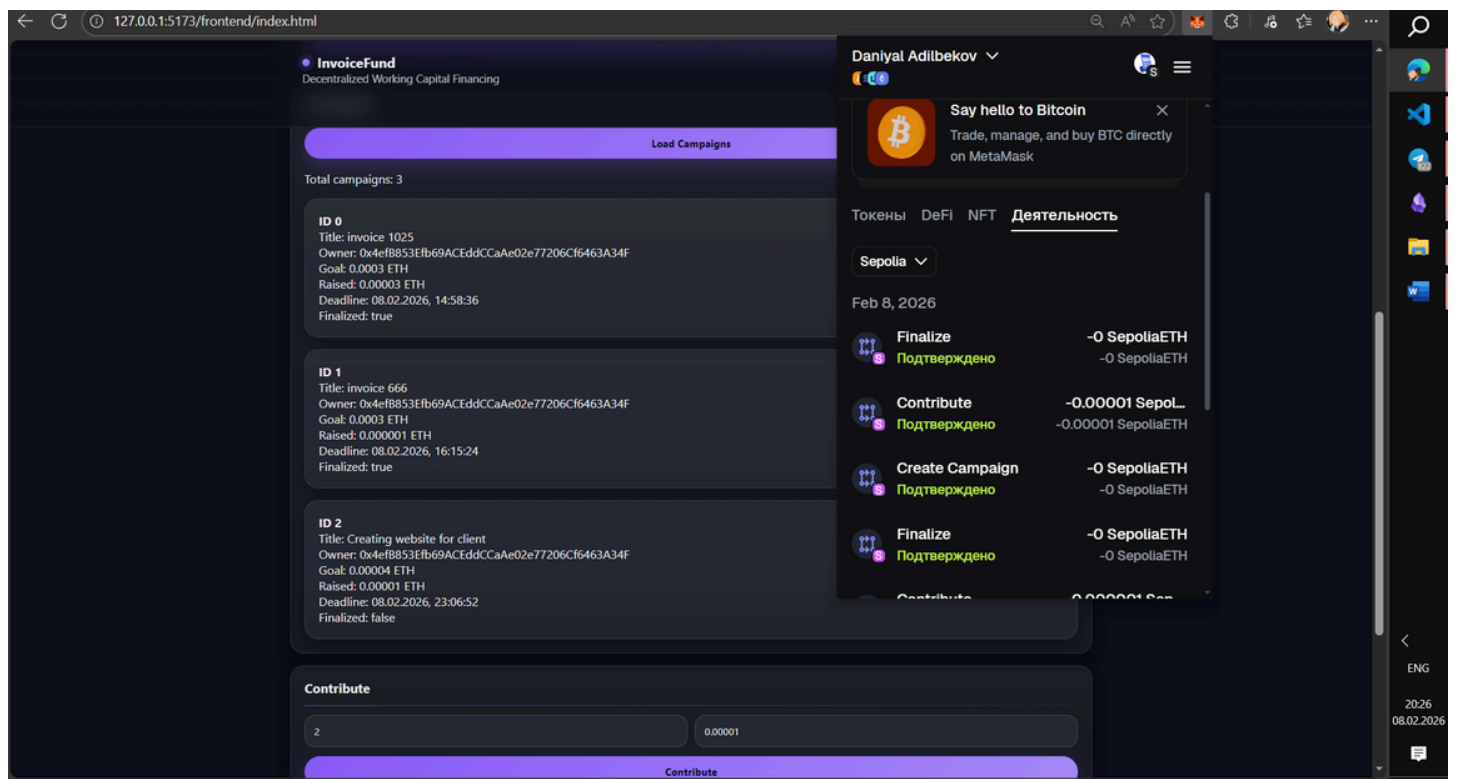 127.0.0.1:5173/frontend/index.html
InvoiceFund
Decentralized Working Capital Financing
Load Campaigns
Total campaigns: 3
ID 0
Title: invoice 1025
Owner: 0x4efB853Efb69ACEddCCaAe02e77206Cf6463A34F
Goal: 0.0003 ETH
Raised: 0.00003 ETH
Deadline: 08.02.2026, 14:58:36
Finalized: true
ID 1
Title: invoice 666
Owner: 0x4efB853Efb69ACEddCCaAe02e77206Cf6463A34F
Goal: 0.0003 ETH
Raised: 0.000001 ETH
Deadline: 08.02.2026, 16:15:24
Finalized: true
ID 2
Title: Creating website for client
Owner: 0x4efB853Efb69ACEddCCaAe02e77206Cf6463A34F
Goal: 0.00004 ETH
Raised: 0.00001 ETH
Deadline: 08.02.2026, 23:06:52
Finalized: false
Contribute
2
0.00001
Contribute
Daniyal Adilbekov
S
Say hello to Bitcoin
Trade, manage, and buy BTC directly
on MetaMask
Токены DeFi NFT Деятельность
Sepolia
Feb 8, 2026
Finalize -0 SepoliaETH
S Подтверждено -0 SepoliaETH
Contribute -0.00001 Sepol...
S Подтверждено -0.00001 SepoliaETH
Create Campaign -0 SepoliaETH
S Подтверждено -0 SepoliaETH
Finalize -0 SepoliaETH
S Подтверждено -0 SepoliaETH
Contribute
ENG
20:26
08.02.2026